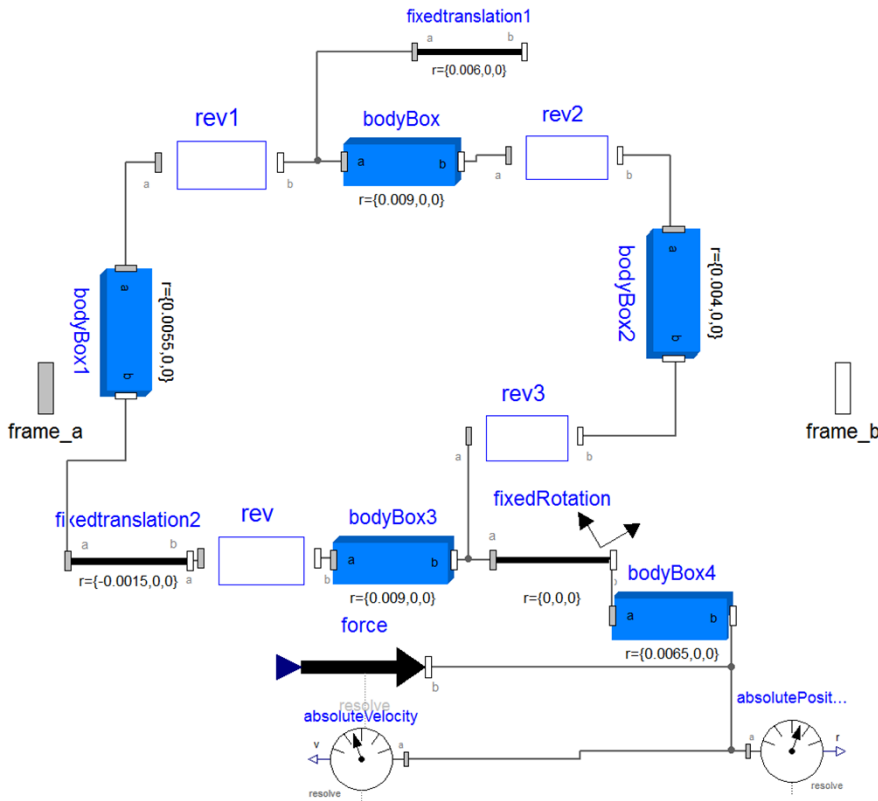 fixedtranslation1
a
b
r={0.006,0,0}
rev1
bodyBox
rev2
a
b
a
b
a
b
r={0.009,0,0}
bodyBox1
a
b
r={0.0055,0,0}
bodyBox2
a
b
r={0.004,0,0}
frame_a
frame_b
rev3
a
b
fixedtranslation2
a
b
r={-0.0015,0,0}
rev
a
b
bodyBox3
a
b
r={0.009,0,0}
fixedRotation
a
b
r={0,0,0}
bodyBox4
a
b
r={0.0065,0,0}
force
b
resolve
absoluteVelocity
v
a
resolve
absolutePosit...
a
r
resolve